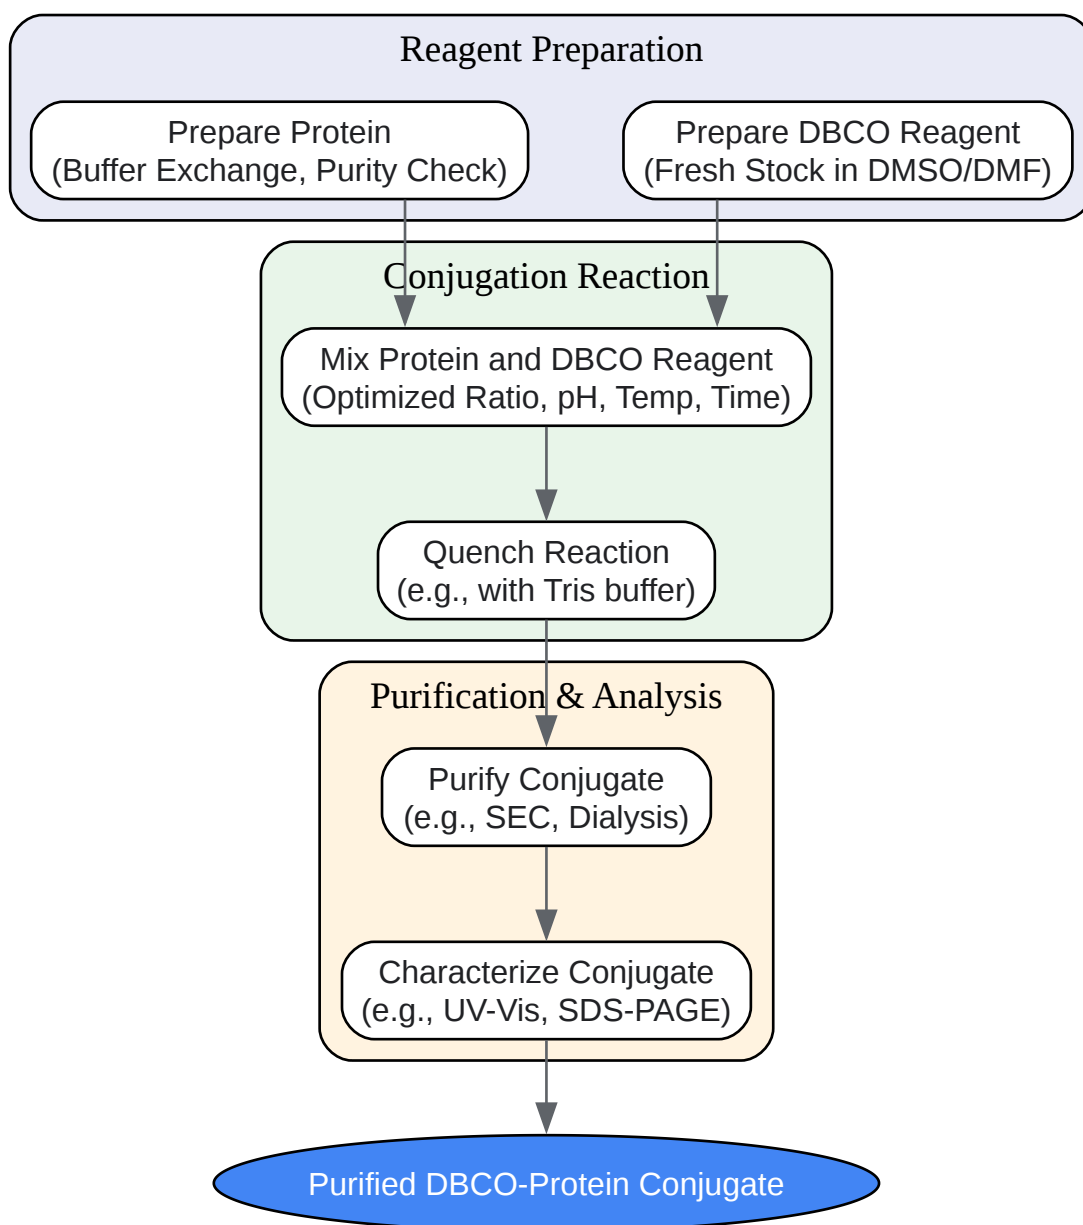 Reagent Preparation
Prepare Protein
(Buffer Exchange, Purity Check)
Prepare DBCO Reagent
(Fresh Stock in DMSO/DMF)
Conjugation Reaction
Mix Protein and DBCO Reagent
(Optimized Ratio, pH, Temp, Time)
Quench Reaction
(e.g., with Tris buffer)
Purification & Analysis
Purify Conjugate
(e.g., SEC, Dialysis)
Characterize Conjugate
(e.g., UV-Vis, SDS-PAGE)
Purified DBCO-Protein Conjugate